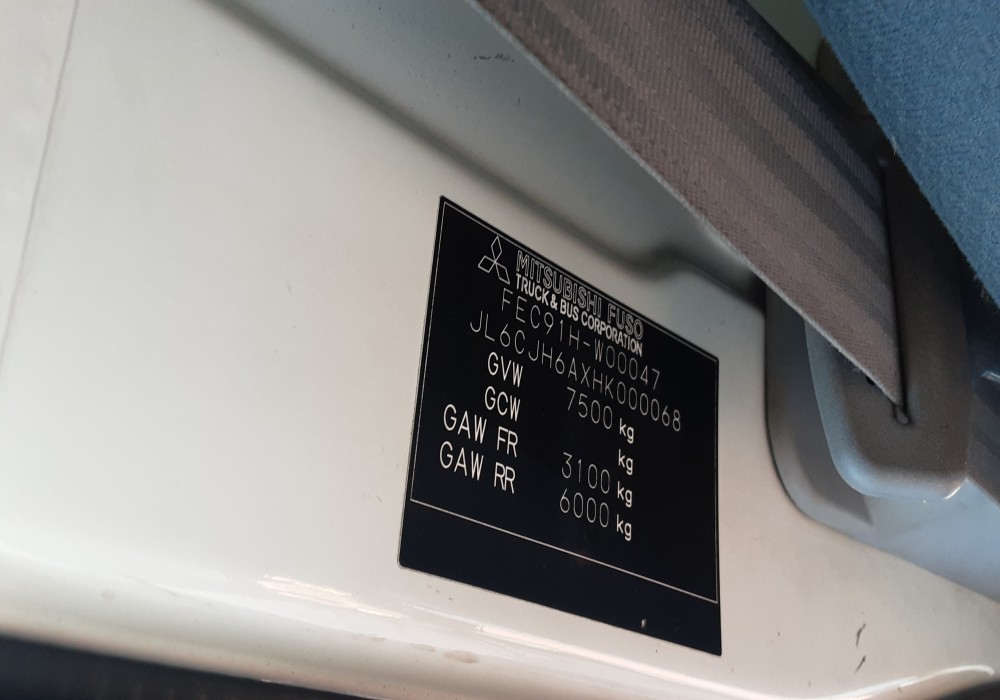 MITSUBISHI FUSO
TRUCK & BUS CORPORATION
FEC91H-W00047
JL6CJH6AXHK000068
GVW 7500 kg
GCW kg
GAW FR 3100 kg
GAW RR 6000 kg